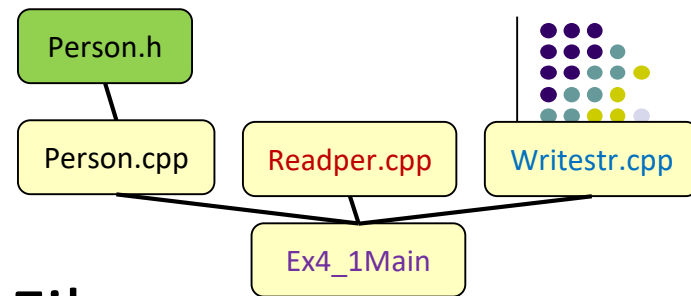 Person.h
Person.cpp
Readper.cpp
Writestr.cpp
Ex4_1Main